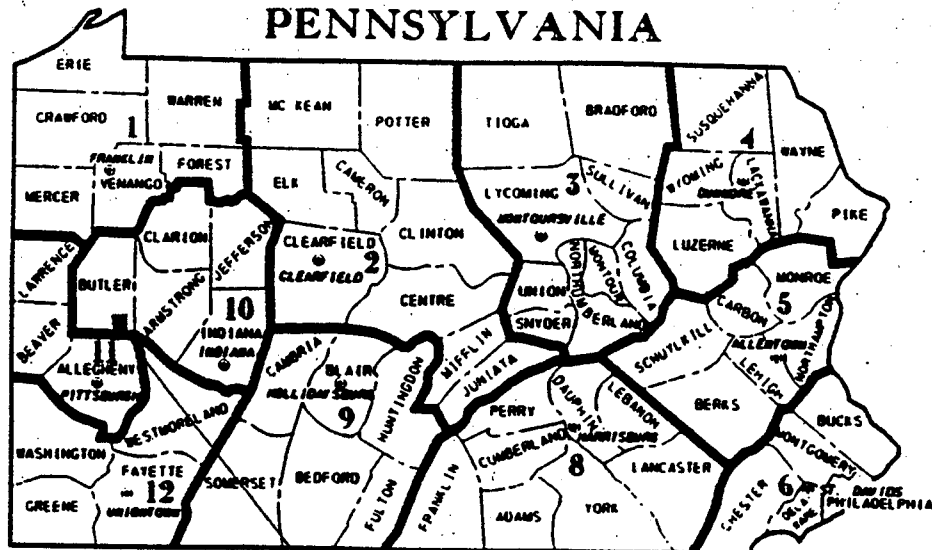 PENNSYLVANIA
ERIE
CRAWFORD
WARREN
1
FRANKLIN
VENANGO
FOREST
MERCER
MC KEAN
POTTER
ELK
CAMERON
CLEARFIELD
2
CLEARFIELD
CLINTON
CENTRE
MIFFLIN
JUNIATA
TIOGA
BRADFORD
LYCOMING
3
SULLIVAN
MONTOURSVILLE
UNION
NORTHUMBERLAND
MONTOUR
COLUMBIA
SNYDER
SUSQUEHANNA
4
WAYNE
WYOMING
DUNMORE
LACKAWANNA
PIKE
LUZERNE
MONROE
5
CARBON
SCHUYLKILL
ALLENTOWN
NORTHAMPTON
LEHIGH
BERKS
LAWRENCE
BUTLER
BEAVER
11
ALLEGHENY
PITTSBURGH
CLARION
JEFFERSON
ARMSTRONG
10
INDIANA
INDIANA
WESTMORELAND
WASHINGTON
FAYETTE
12
UNIONTOWN
GREENE
CAMBRIA
BLAIR
HOLLIDAYSBURG
HUNTINGDON
9
SOMERSET
BEDFORD
FULTON
PERRY
DAUPHIN
LEBANON
CUMBERLAND
HARRISBURG
8
LANCASTER
FRANKLIN
ADAMS
YORK
BUCKS
MONTGOMERY
CHESTER
6
DAVIDS
PHILADELPHIA